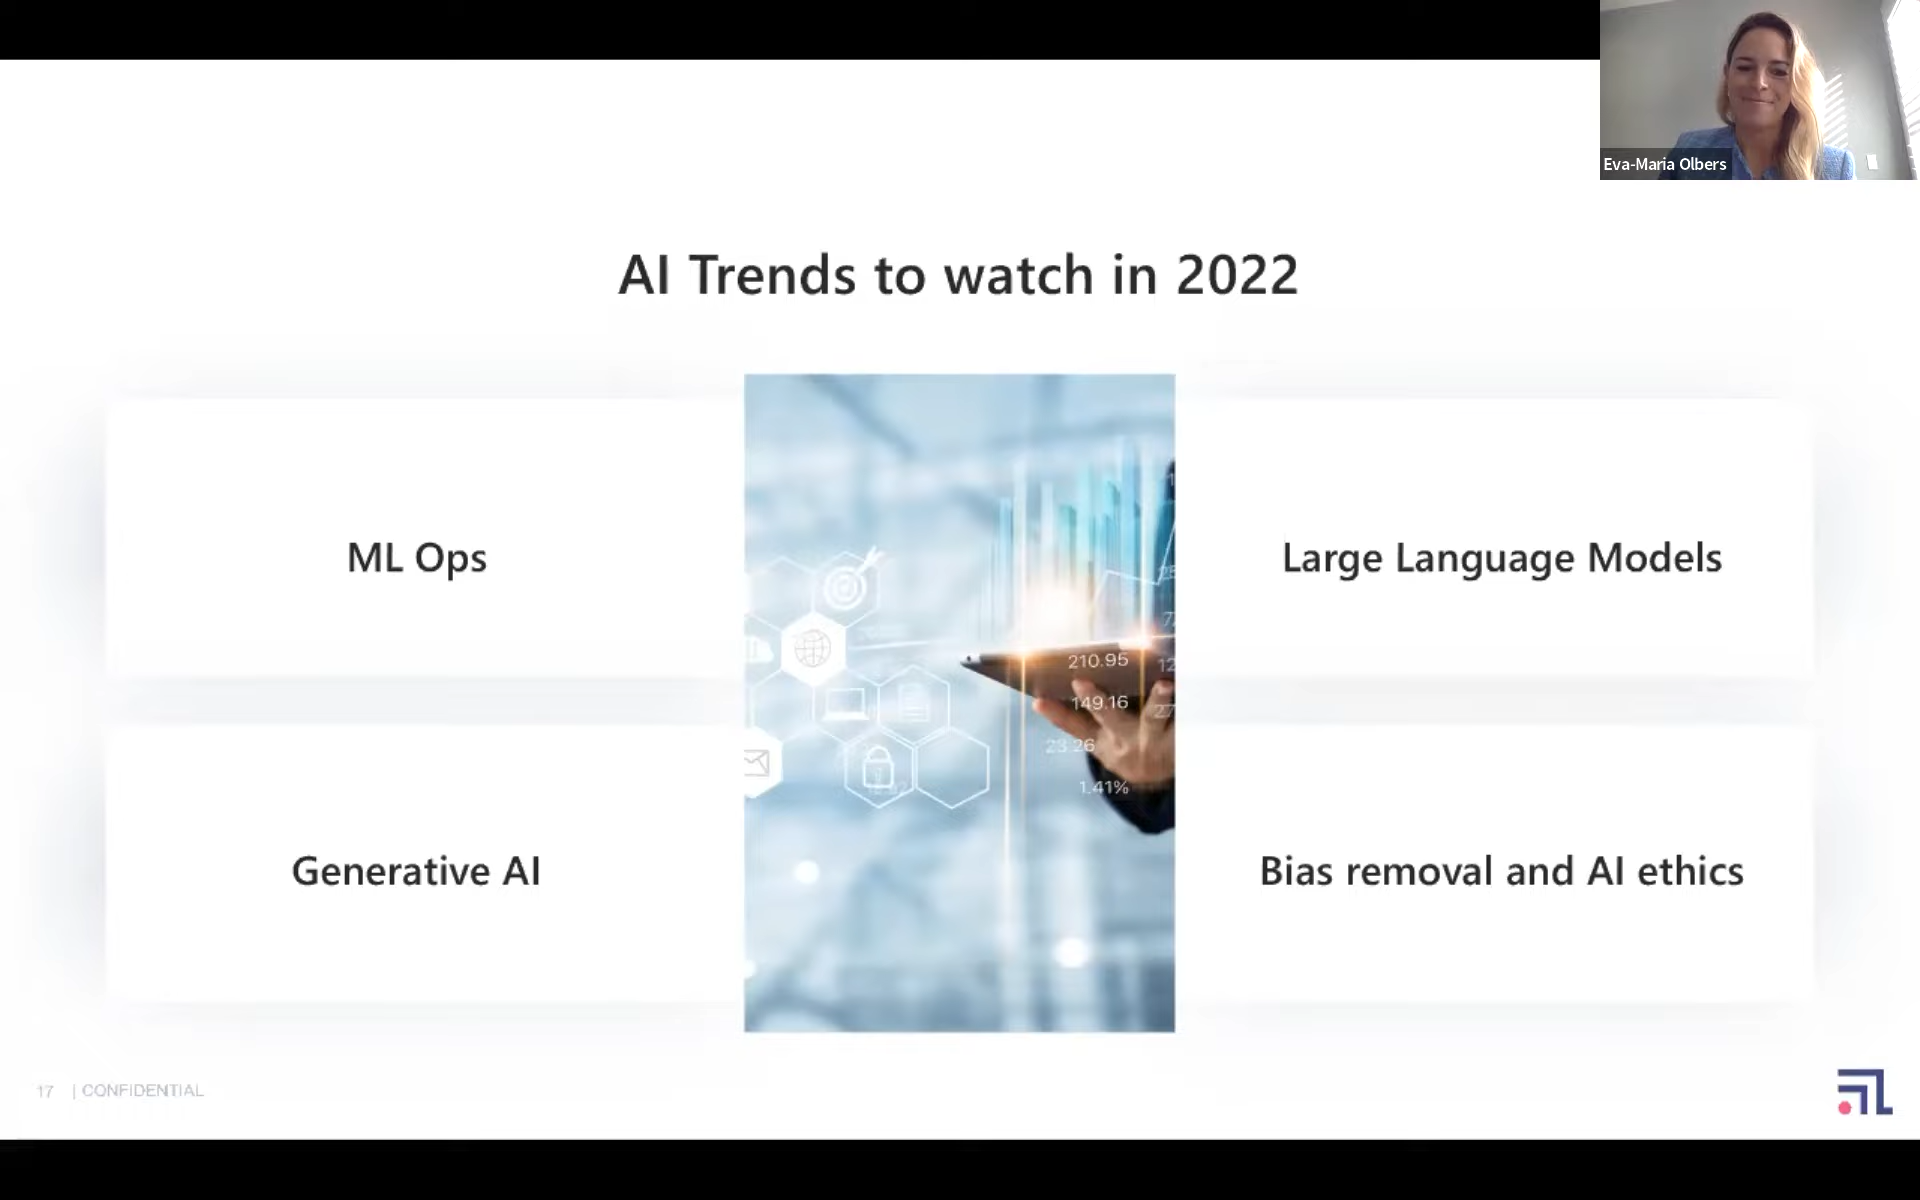 Eva-Maria Olbers
AI Trends to watch in 2022
ML Ops
Large Language Models
210.95
149.16
23.26
1.41%
Generative AI
Bias removal and AI ethics
17 | CONFIDENTIAL